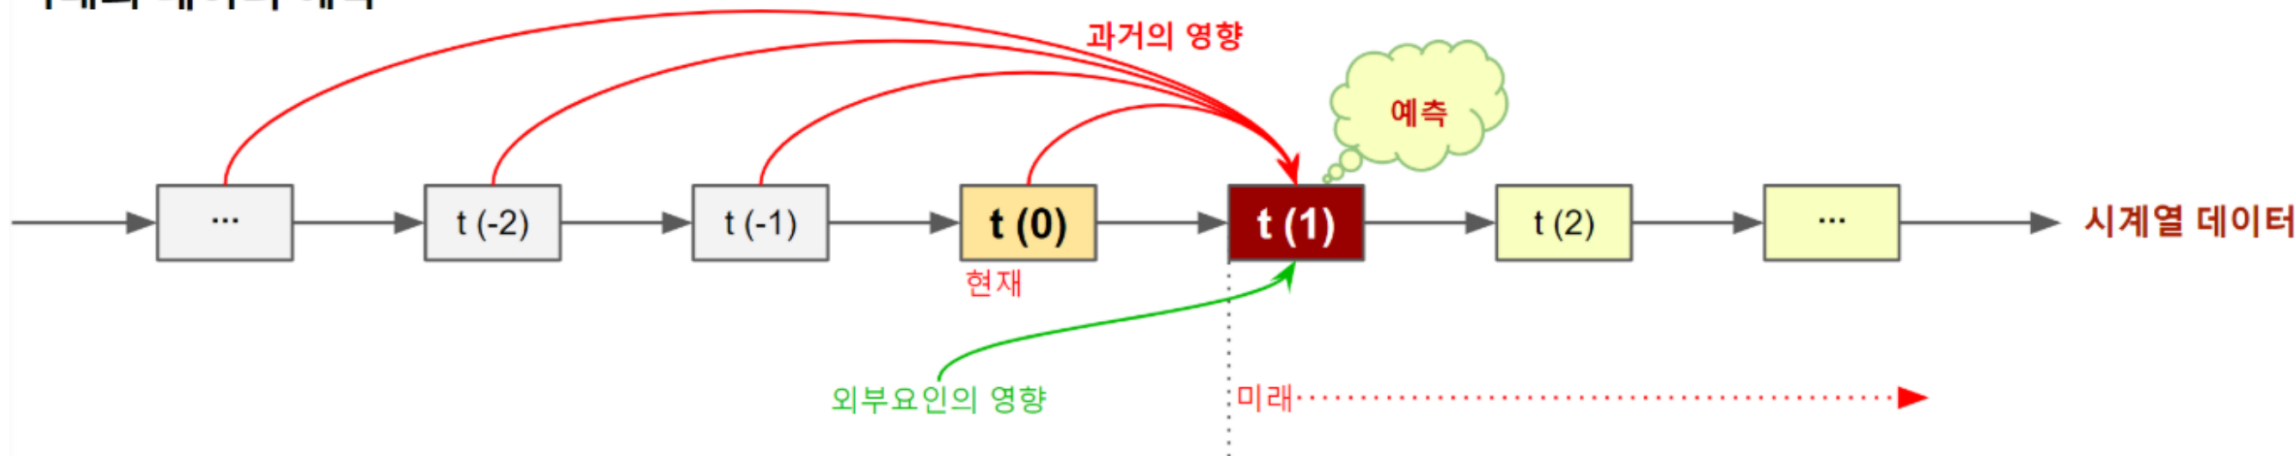 과거의 영향
예측
... t (-2) t (-1) t (0) t (1) t (2) ... 시계열 데이터
현재
외부요인의 영향 미래